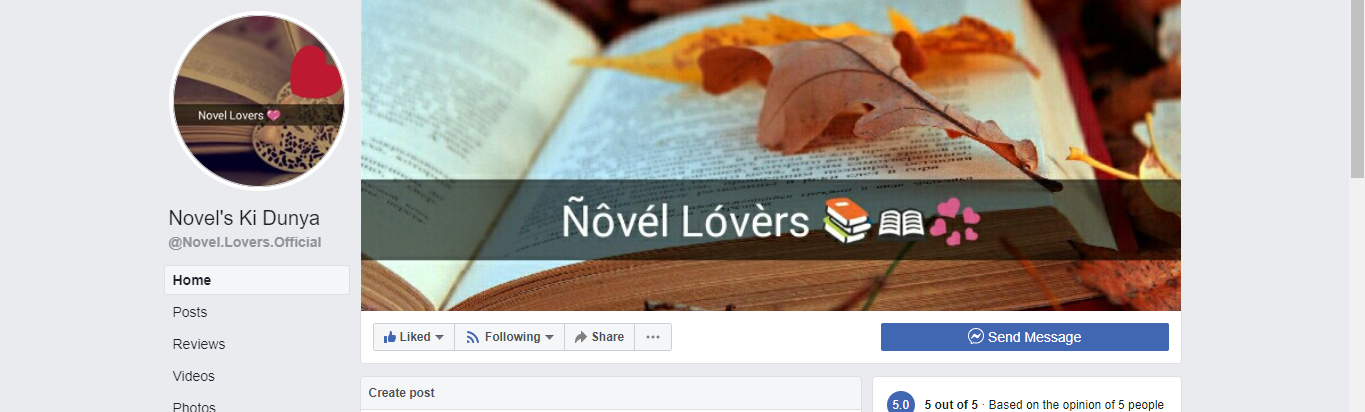 Novel Lovers 💗
Novel's Ki Dunya
@Novel.Lovers.Official
Home
Posts
Reviews
Videos
Photos
Ñôvél Lóvèrs 📚📖💞
Liked
Following
Share
Send Message
Create post
5.0
5 out of 5 · Based on the opinion of 5 people